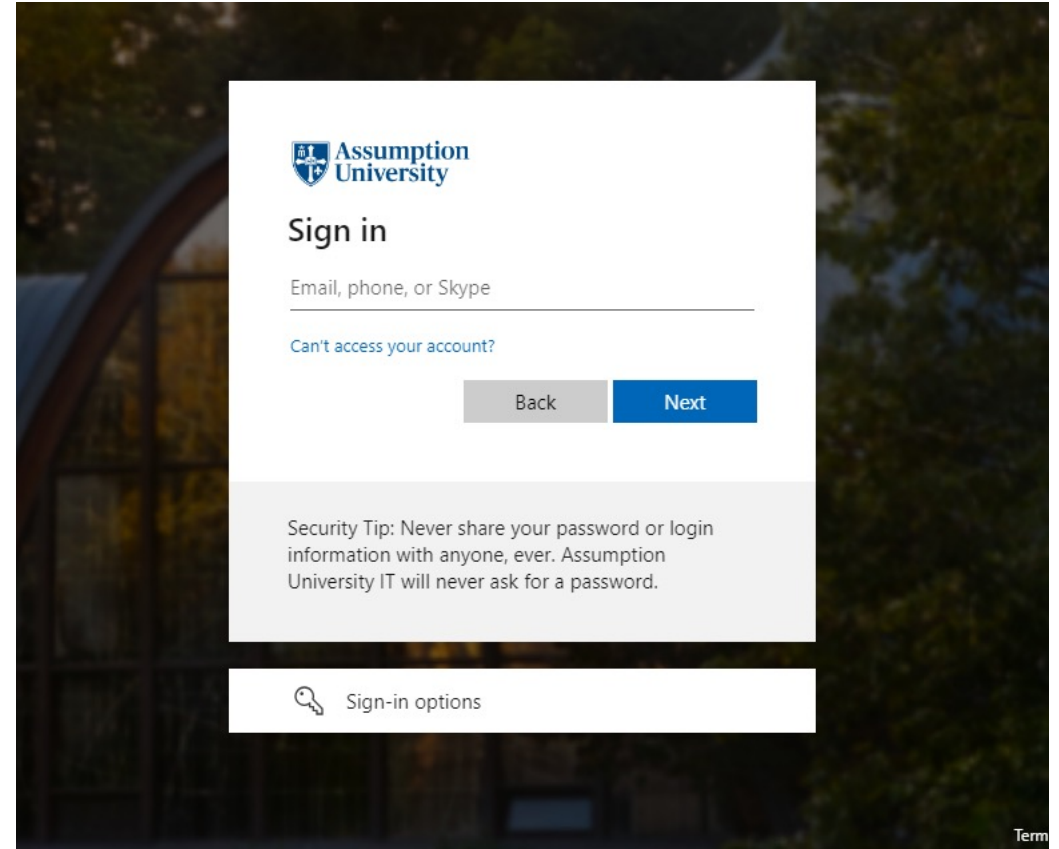 Assumption
University
Sign in
Email, phone, or Skype
Can't access your account?
Back
Next
Security Tip: Never share your password or login
information with anyone, ever. Assumption
University IT will never ask for a password.
Sign-in options
Term